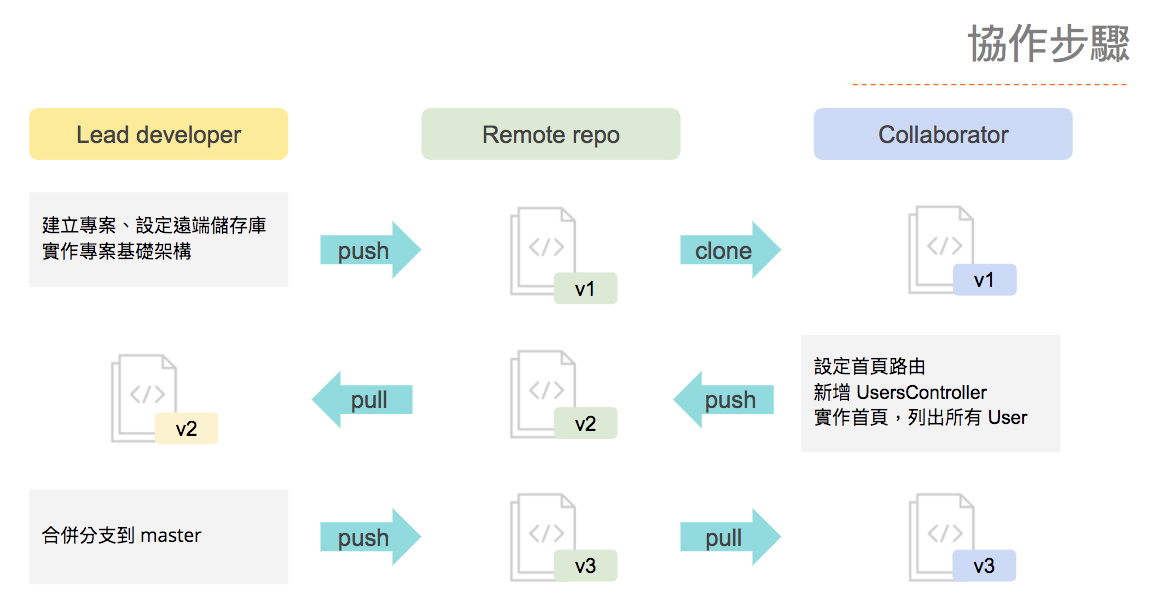 協作步驟
Lead developer
Remote repo
Collaborator
建立專案、設定遠端儲存庫
實作專案基礎架構
push
</>
v1
clone
</>
v1
</>
v2
pull
</>
v2
push
設定首頁路由
新增 UsersController
實作首頁，列出所有 User
合併分支到 master
push
</>
v3
pull
</>
v3